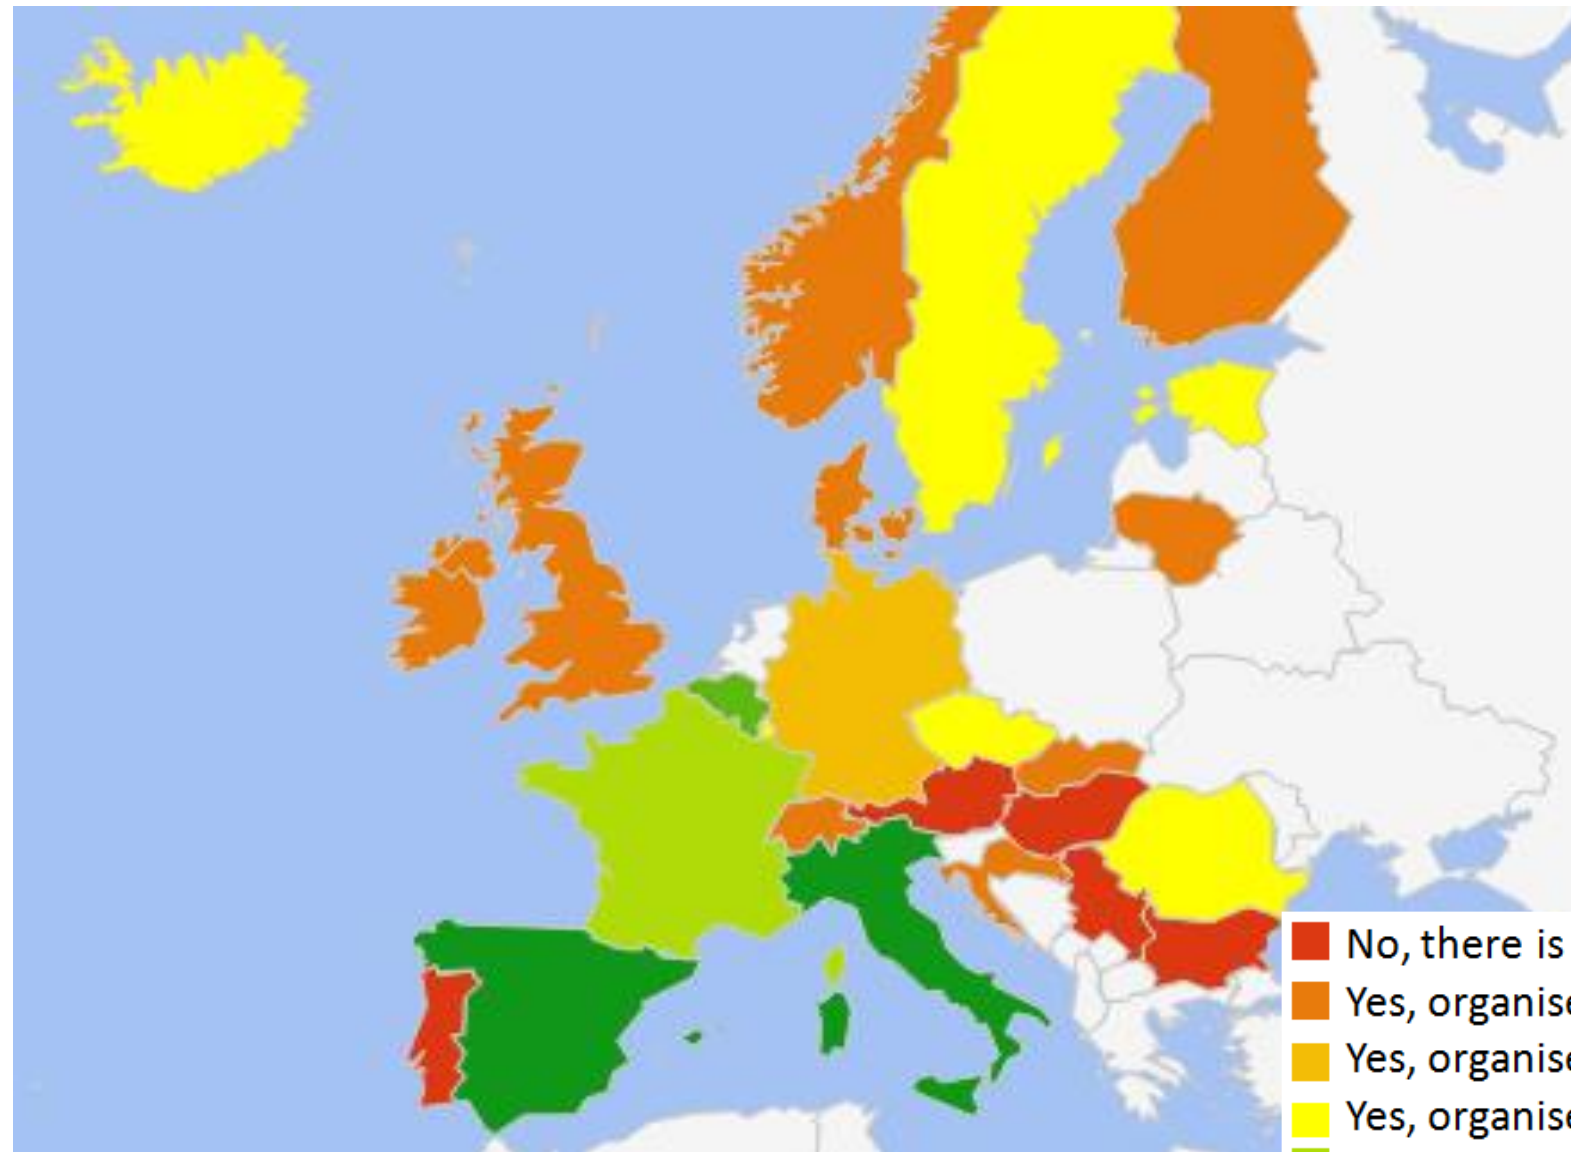 No, there is
Yes, organise
Yes, organise
Yes, organise